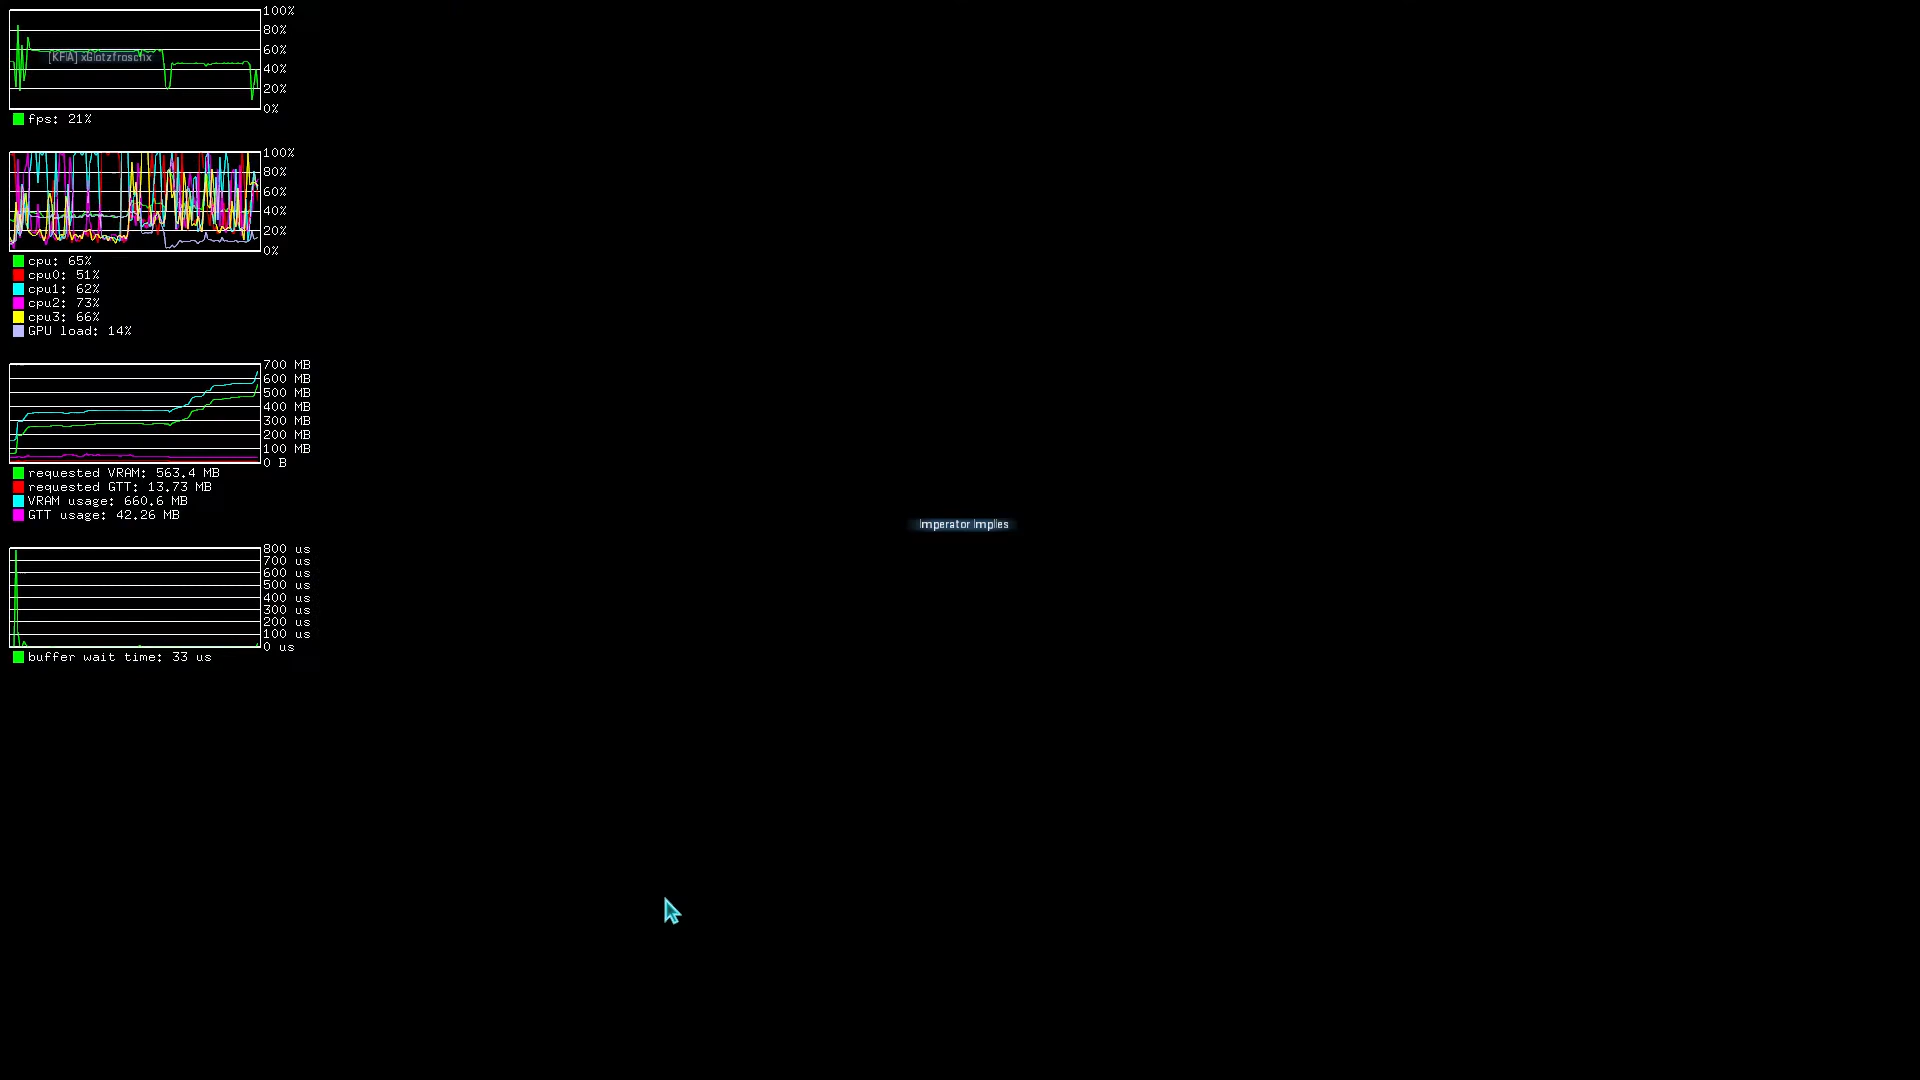 100%
80%
[KFA] xGlotzfroschx
60%
40%
20%
0%
fps: 21%
100%
80%
60%
40%
20%
0%
cpu: 65%
cpu0: 51%
cpu1: 62%
cpu2: 73%
cpu3: 66%
GPU load: 14%
700 MB
600 MB
500 MB
400 MB
300 MB
200 MB
100 MB
0 B
requested VRAM: 563.4 MB
requested GTT: 13.73 MB
VRAM usage: 660.6 MB
GTT usage: 42.26 MB
Imperator Implies
800 us
700 us
600 us
500 us
400 us
300 us
200 us
100 us
0 us
buffer wait time: 33 us